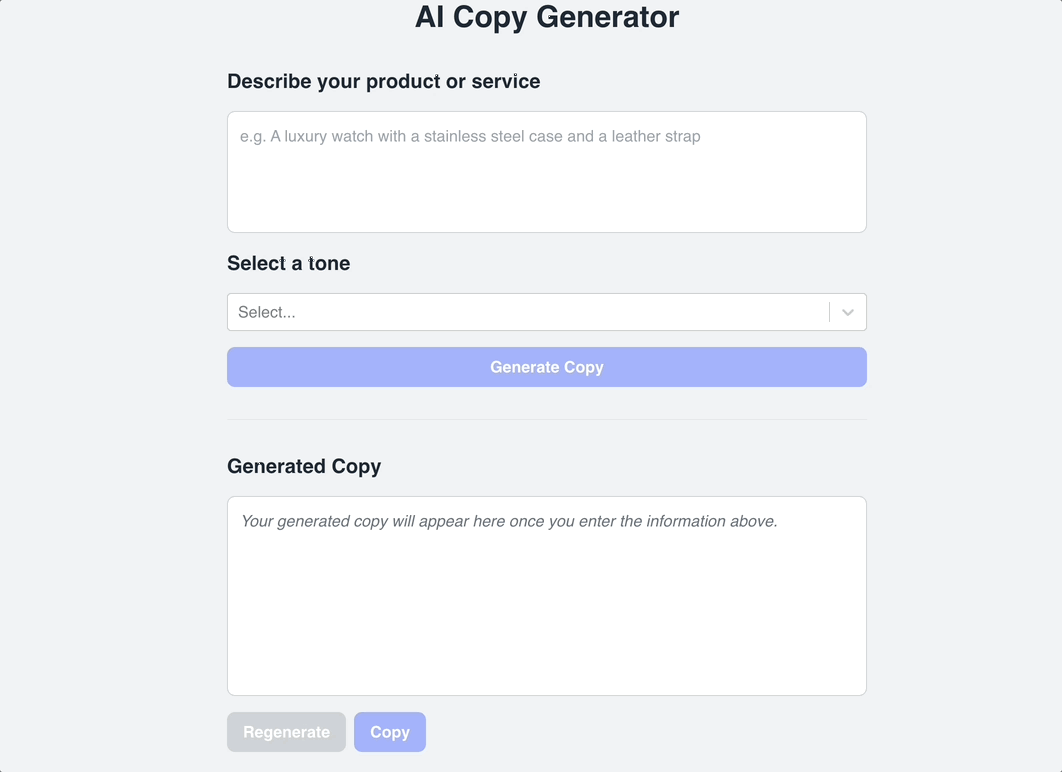 AI Copy Generator
Describe your product or service
e.g. A luxury watch with a stainless steel case and a leather strap
Select a tone
Select...
Generate Copy
Generated Copy
Your generated copy will appear here once you enter the information above.
Regenerate
Copy